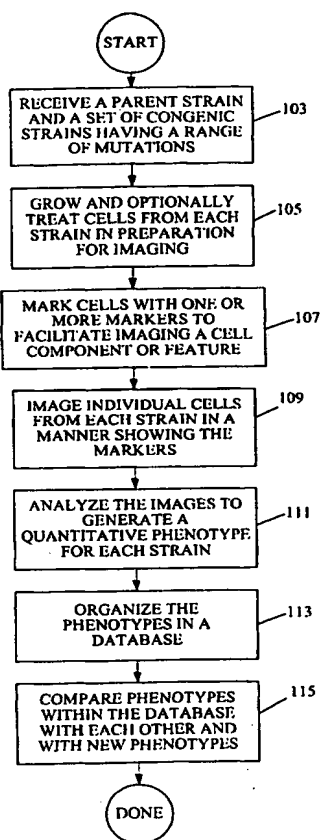 START
RECEIVE A PARENT STRAIN
AND A SET OF CONGENIC
STRAINS HAVING A RANGE
OF MUTATIONS
103
GROW AND OPTIONALLY
TREAT CELLS FROM EACH
STRAIN IN PREPARATION
FOR IMAGING
105
MARK CELLS WITH ONE OR
MORE MARKERS TO
FACILITATE IMAGING A CELL
COMPONENT OR FEATURE
107
IMAGE INDIVIDUAL CELLS
FROM EACH STRAIN IN A
MANNER SHOWING THE
MARKERS
109
ANALYZE THE IMAGES TO
GENERATE A
QUANTITATIVE PHENOTYPE
FOR EACH STRAIN
111
ORGANIZE THE
PHENOTYPES IN A
DATABASE
113
COMPARE PHENOTYPES
WITHIN THE DATABASE
WITH EACH OTHER AND
WITH NEW PHENOTYPES
115
DONE